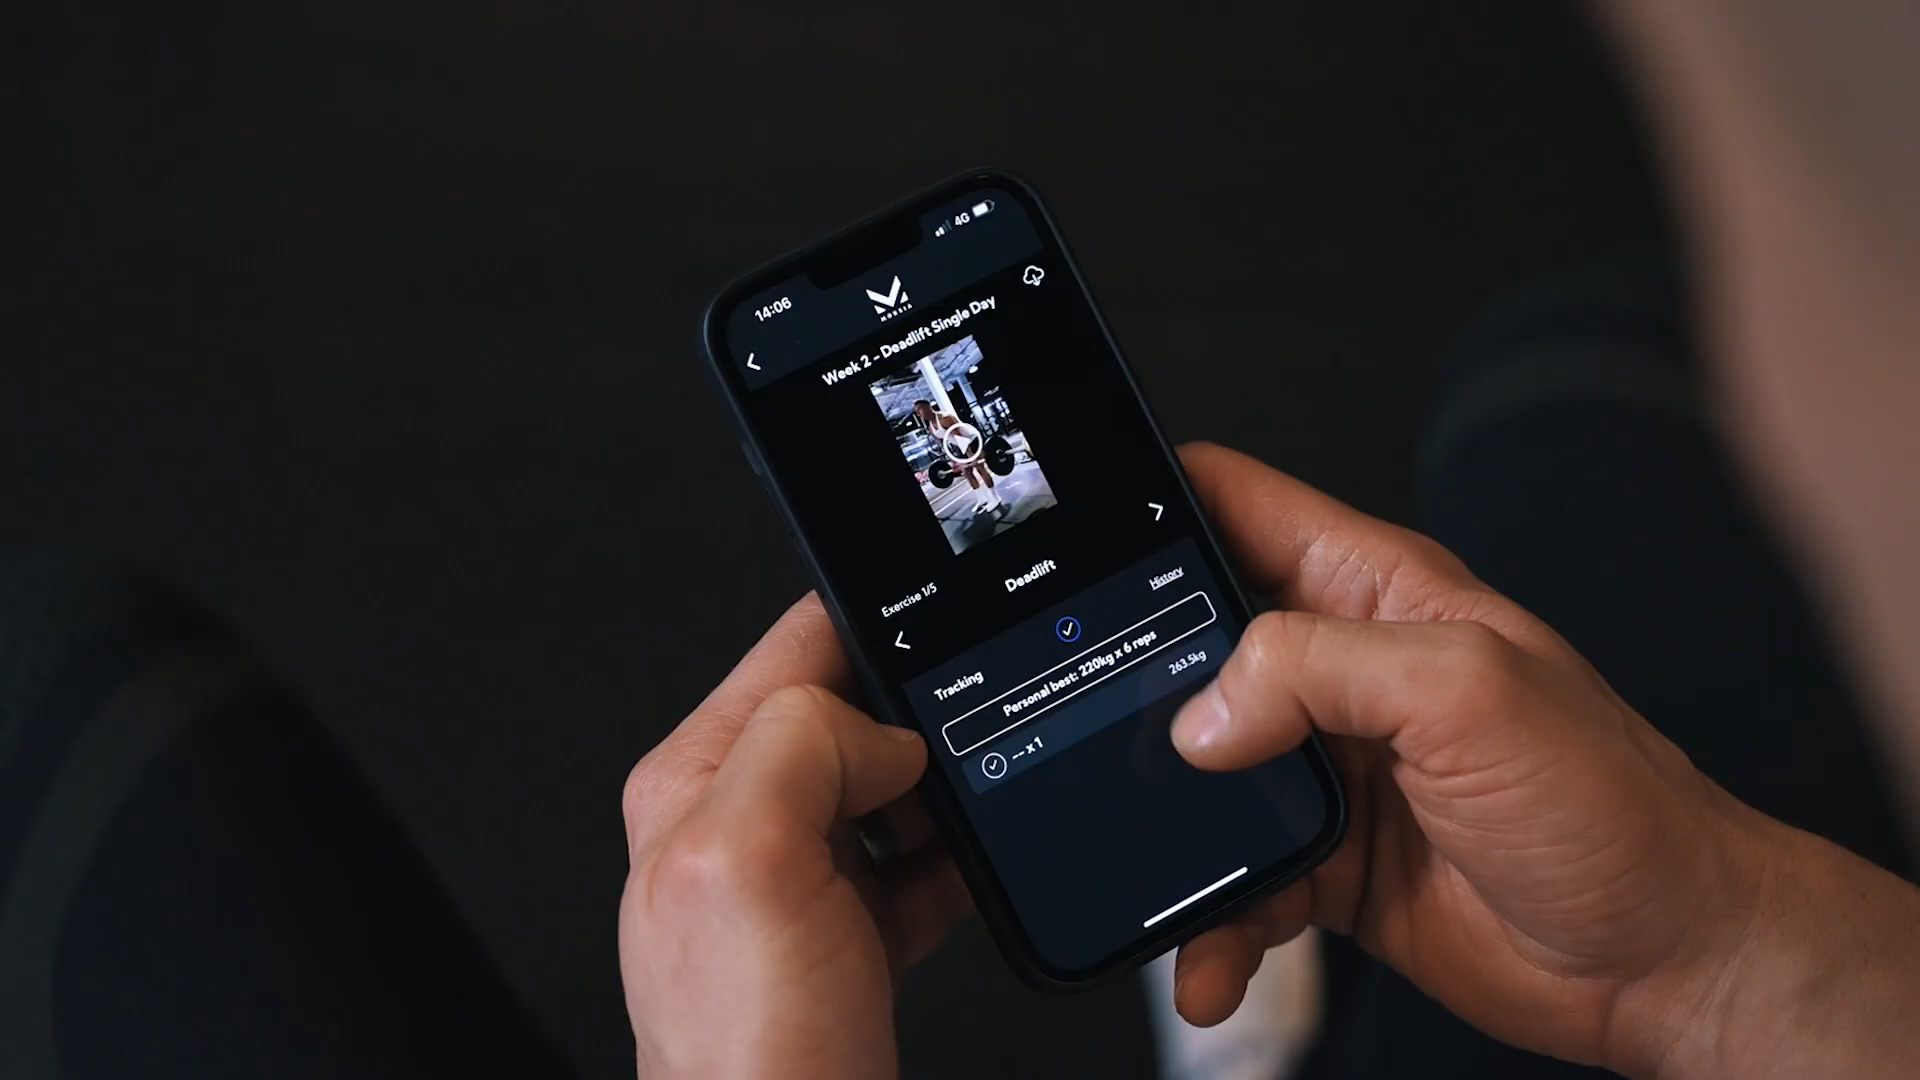 14:06
4G
Week 2 – Deadlift Single Day
Exercise 1/5
Deadlift
History
Tracking
Personal best: 220kg x 6 reps
-- x 1
263.5kg